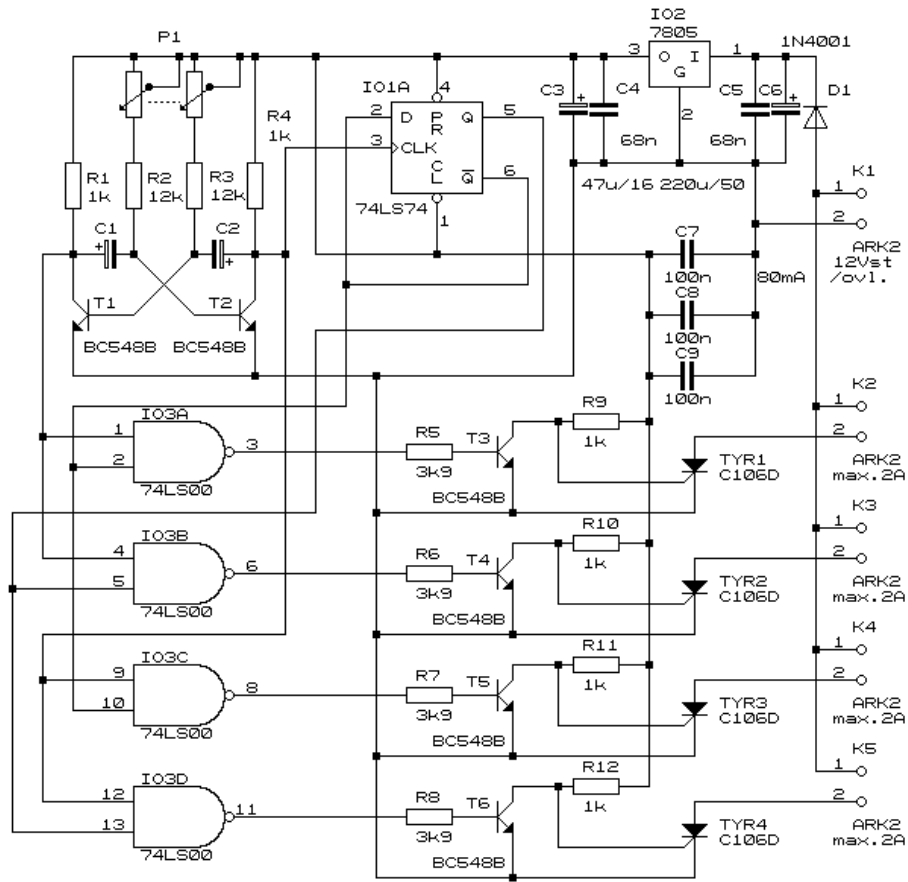 P1
IO2
7805
3
O
I
G
1
2
1N4001
D1
IO1A
4
2
D
P
R
Q
5
3
CLK
C
L
Q
6
74LS74
1
R4
1k
R1
1k
R2
12k
R3
12k
C3
+
C4
68n
C5
C6
+
68n
47u/16
220u/50
K1
1
2
ARK2
12Vst
/ovl.
C1
+
C2
+
T1
T2
BC548B
BC548B
C7
100n
80mA
C8
100n
C9
100n
IO3A
1
2
3
74LS00
R5
3k9
T3
BC548B
R9
1k
TYR1
C106D
K2
1
2
ARK2
max.2A
IO3B
4
5
6
74LS00
R6
3k9
T4
BC548B
R10
1k
TYR2
C106D
K3
1
2
ARK2
max.2A
IO3C
9
10
8
74LS00
R7
3k9
T5
BC548B
R11
1k
TYR3
C106D
K4
1
2
ARK2
max.2A
IO3D
12
13
11
74LS00
R8
3k9
T6
BC548B
R12
1k
TYR4
C106D
K5
1
2
ARK2
max.2A